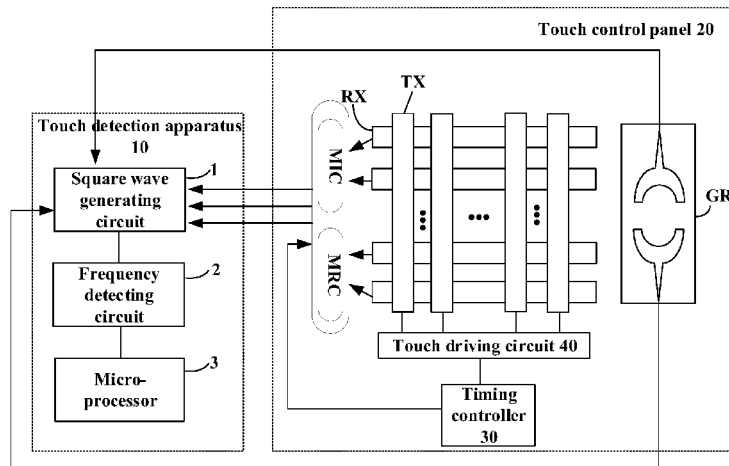 Touch control panel 20
TX
RX
Touch detection apparatus
10
1
Square wave
generating
circuit
MIC
GR
2
Frequency
detecting
circuit
MRC
3
Micro-
processor
Touch driving circuit 40
Timing
controller
30